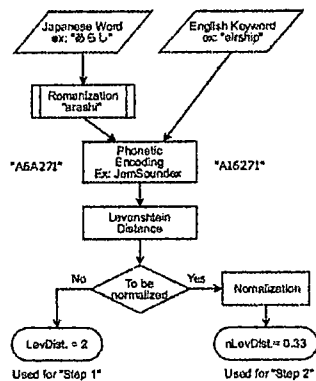 Japanese Word
ex: "あらし"
English Keyword
ex: "airship"
Romanization
"arashi"
"A6A271"
Phonetic
Encoding
Ex: JemSoundex
"A16271"
Levenshtein
Distance
No
To be
normalized
Yes
Nomalization
LevDist. = 2
nLevDist.= 0.33
Used for "Step 1"
Used for "Step 2"